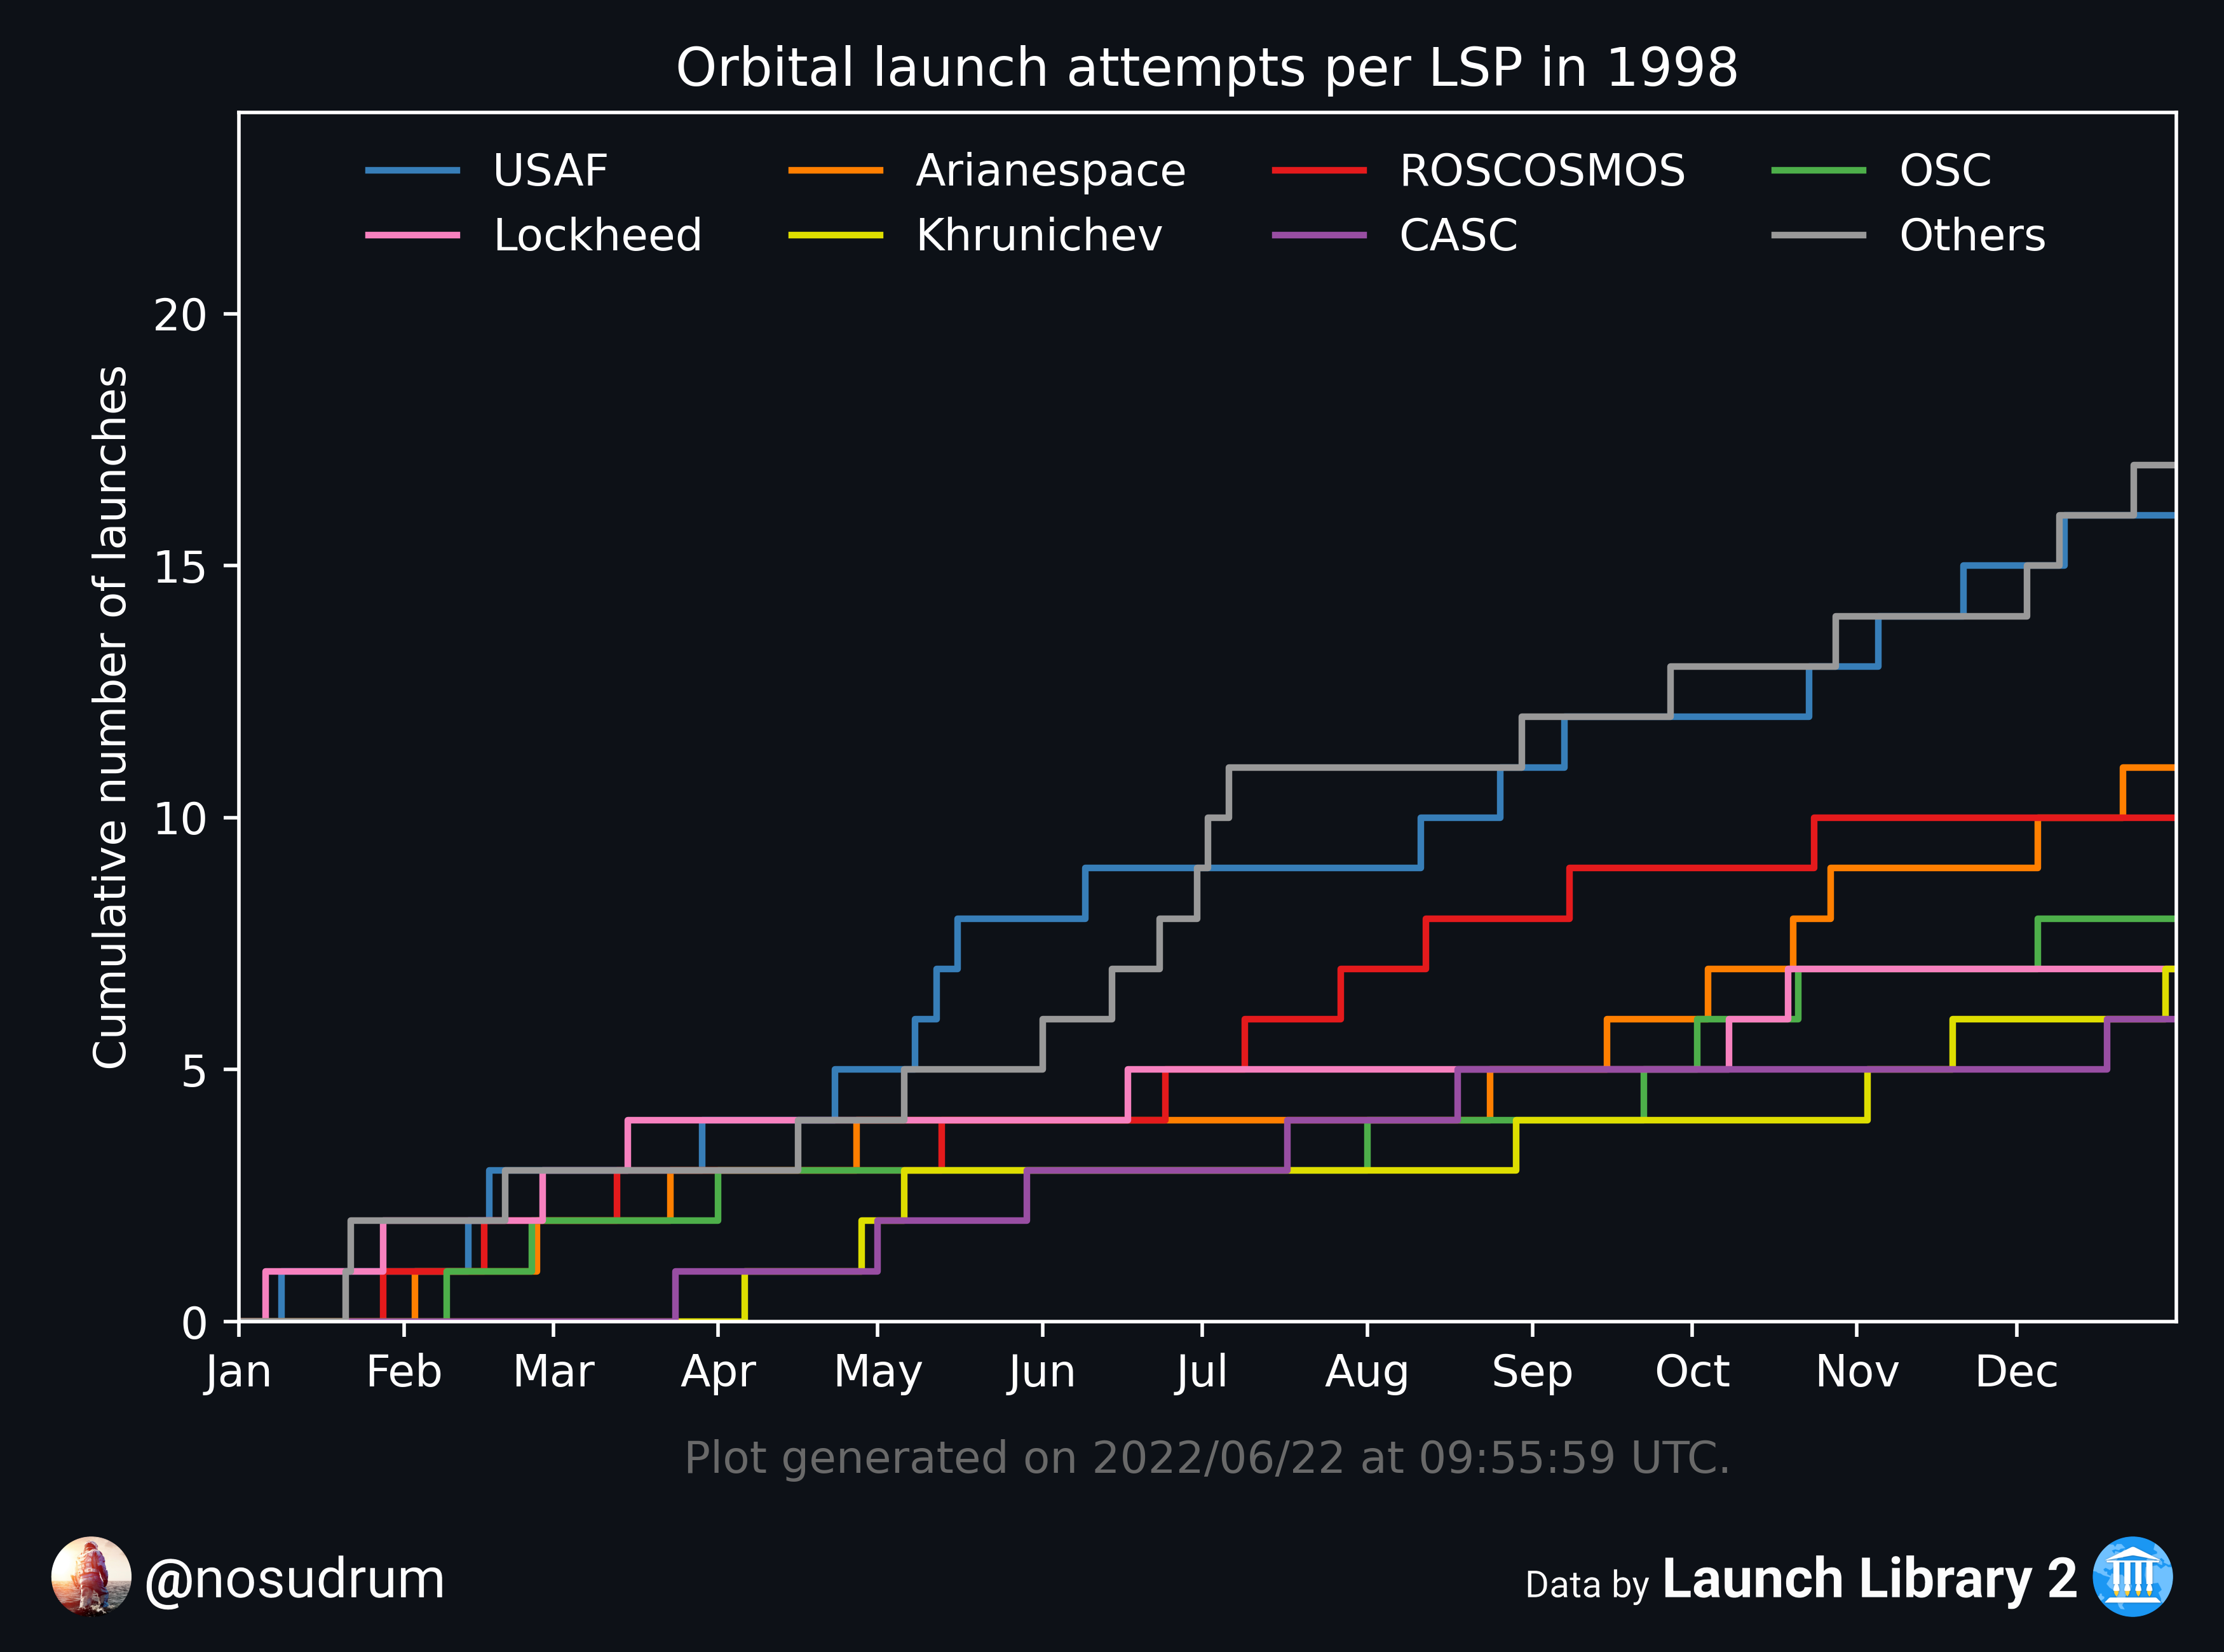 Orbital launch attempts per LSP in 1998
USAF Arianespace ROSCOSMOS OSC
Lockheed Khrunichev CASC Others
Cumulative number of launches
20
15
10
5
0
Jan Feb Mar Apr May Jun Jul Aug Sep Oct Nov Dec
Plot generated on 2022/06/22 at 09:55:59 UTC.
@nosudrum
Data by Launch Library 2